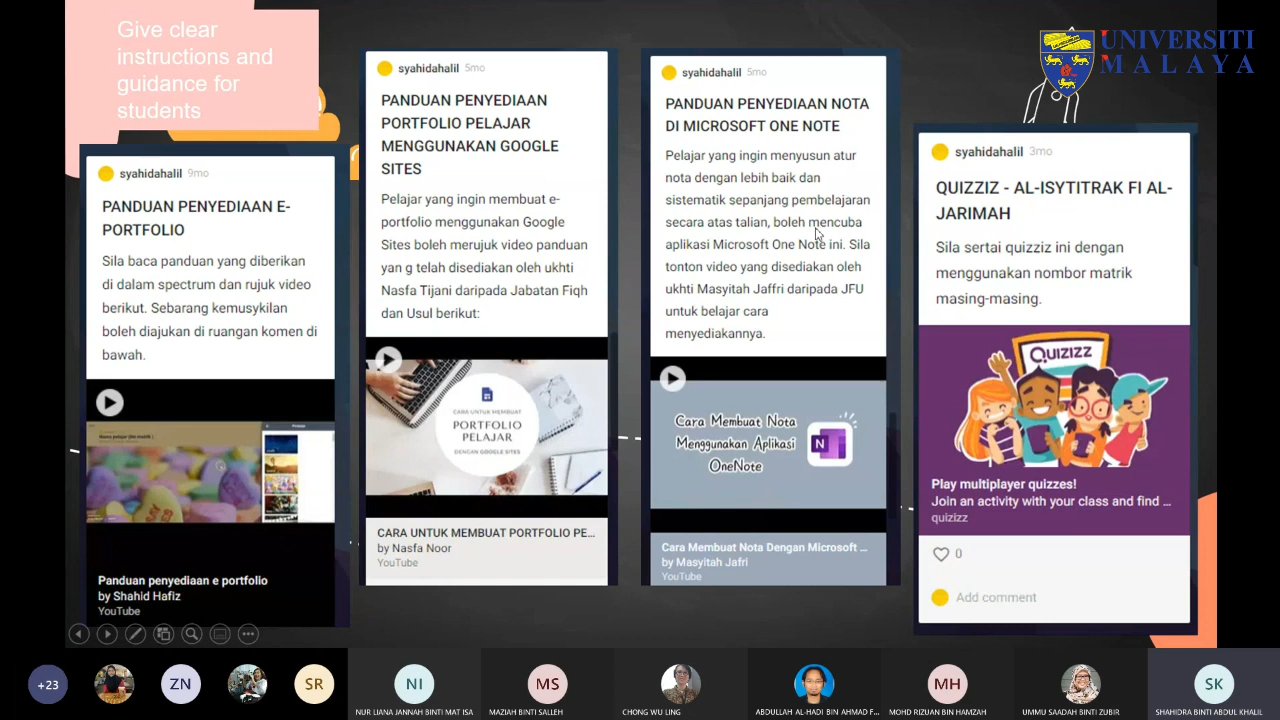 Give clear
instructions and
guidance for
students
UNIVERSITI
MALAYA
syahidahalil 9mo
PANDUAN PENYEDIAAN E-
PORTFOLIO
Sila baca panduan yang diberikan
di dalam spectrum dan rujuk video
berikut. Sebarang kemusykilan
boleh diajukan di ruangan komen di
bawah.
Panduan penyediaan e portfolio
by Shahid Hafiz
YouTube
syahidahalil 5mo
PANDUAN PENYEDIAAN
PORTFOLIO PELAJAR
MENGGUNAKAN GOOGLE
SITES
Pelajar yang ingin membuat e-
portfolio menggunakan Google
Sites boleh merujuk video panduan
yan g telah disediakan oleh ukhti
Nasfa Tijani daripada Jabatan Fiqh
dan Usul berikut:
CARA UNTUK MEMBUAT
PORTFOLIO
PELAJAR
DENGAN GOOGLE SITES
CARA UNTUK MEMBUAT PORTFOLIO PE...
by Nasfa Noor
YouTube
syahidahalil 5mo
PANDUAN PENYEDIAAN NOTA
DI MICROSOFT ONE NOTE
Pelajar yang ingin menyusun atur
nota dengan lebih baik dan
sistematik sepanjang pembelajaran
secara atas talian, boleh mencuba
aplikasi Microsoft One Note ini. Sila
tonton video yang disediakan oleh
ukhti Masyitah Jaffri daripada JFU
untuk belajar cara
menyediakannya.
Cara Membuat Nota
Menggunakan Aplikasi
OneNote
N
Cara Membuat Nota Dengan Microsoft ...
by Masyitah Jafri
YouTube
syahidahalil 3mo
QUIZZIZ - AL-ISYTITRAK FI AL-
JARIMAH
Sila sertai quizziz ini dengan
menggunakan nombor matrik
masing-masing.
QUIZIZZ
Play multiplayer quizzes!
Join an activity with your class and find ...
quizizz
0
Add comment
+23
ZN
SR
NI
NUR LIANA JANNAH BINTI MAT ISA
MS
MAZIAH BINTI SALLEH
CHONG WU LING
ABDULLAH AL-HADI BIN AHMAD F...
MH
MOHD RIZUAN BIN HAMZAH
UMMU SAADAH BINTI ZUBIR
SK
SHAHIDRA BINTI ABDUL KHALIL